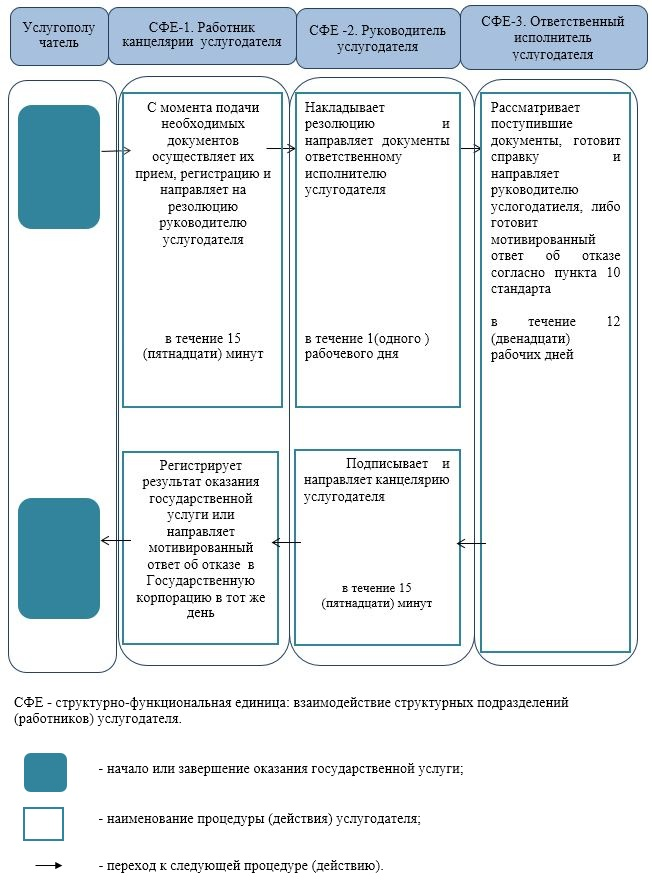 Услугополу
чатель
СФЕ-1. Работник
канцелярии услугодателя
СФЕ -2. Руководитель
услугодателя
СФЕ-3. Ответственный
исполнитель
услугодателя
С момента подачи
необходимых
документов
осуществляет их
прием, регистрацию и
направляет на
резолюцию
руководителю
услугодателя
в течение 15
(пятнадцати) минут
Накладывает
резолюцию и
направляет документы
ответственному
исполнителю
услугодателя
в течение 1(одного )
рабочевого дня
Рассматривает
поступившие
документы, готовит
справку и
направляет
руководителю
услогодатиеля, либо
готовит
мотивированный
ответ об отказе
согласно пункта 10
стандарта
в течение 12
(двенадцати)
рабочих дней
Регистрирует
результат оказания
государственной
услуги или
направляет
мотивированный
ответ об отказе в
Государственную
корпорацию в тот же
день
Подписывает и
направляет канцелярию
услугодателя
в течение 15
(пятнадцати) минут
СФЕ - структурно-функциональная единица: взаимодействие структурных подразделений
(работников) услугодателя.
- начало или завершение оказания государственной услуги;
- наименование процедуры (действия) услугодателя;
- переход к следующей процедуре (действию).